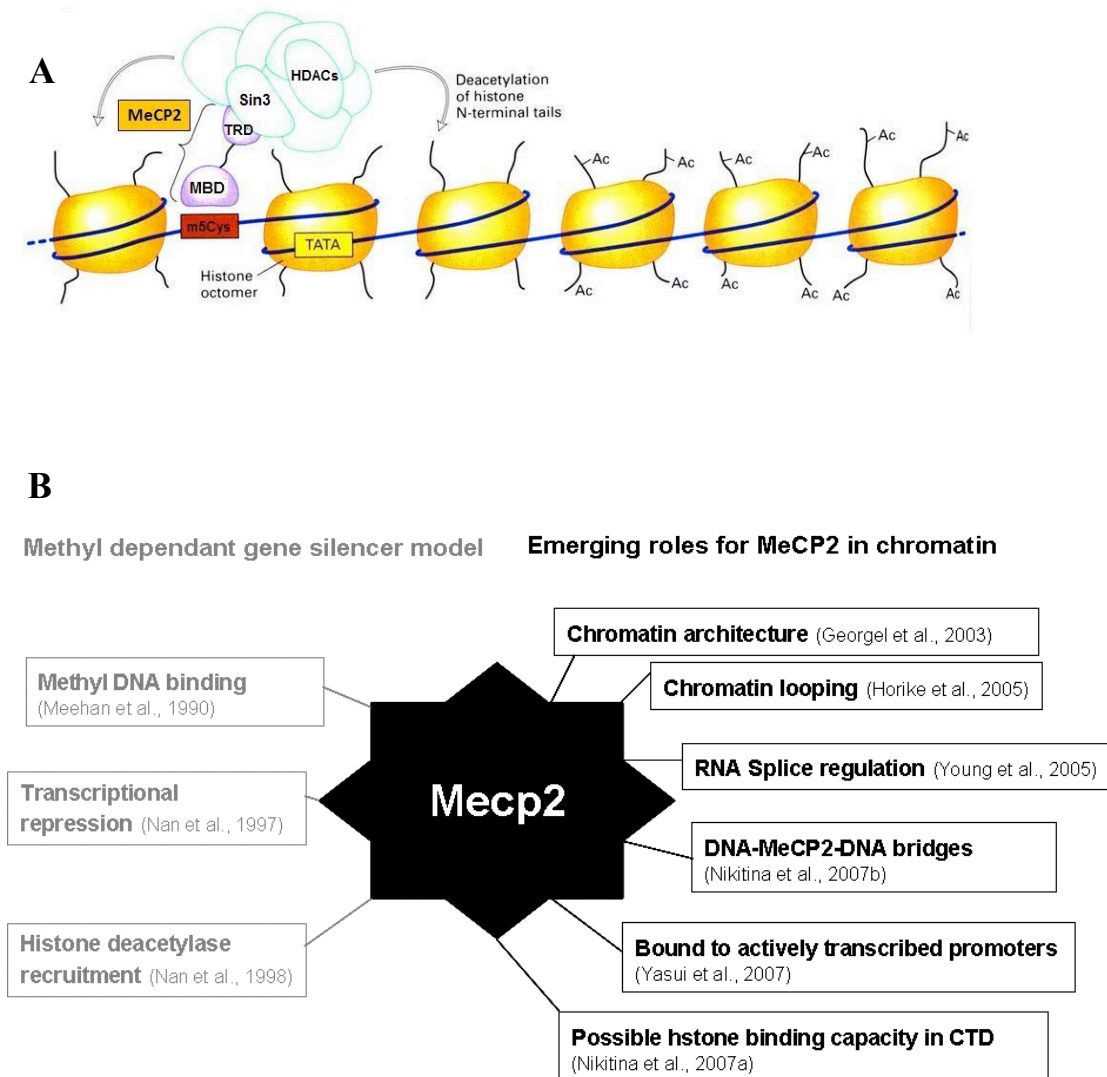 A
HDACs
Sin3
MeCP2
TRD
MBD
Deacetylation
of histone
N-terminal tails
Ac
Ac
Ac
Ac
Ac
Ac
m5Cys
TATA
Histone
octomer
Ac
Ac
Ac
Ac
Ac
Ac
B
Methyl dependant gene silencer model
Emerging roles for MeCP2 in chromatin
Methyl DNA binding
(Meehan et al., 1990)
Transcriptional
repression (Nan et al., 1997)
Histone deacetylase
recruitment (Nan et al., 1998)
Mecp2
Chromatin architecture (Georgel et al., 2003)
Chromatin looping (Horike et al., 2005)
RNA Splice regulation (Young et al., 2005)
DNA-MeCP2-DNA bridges
(Nikitina et al., 2007b)
Bound to actively transcribed promoters
(Yasui et al., 2007)
Possible hstone binding capacity in CTD
(Nikitina et al., 2007a)